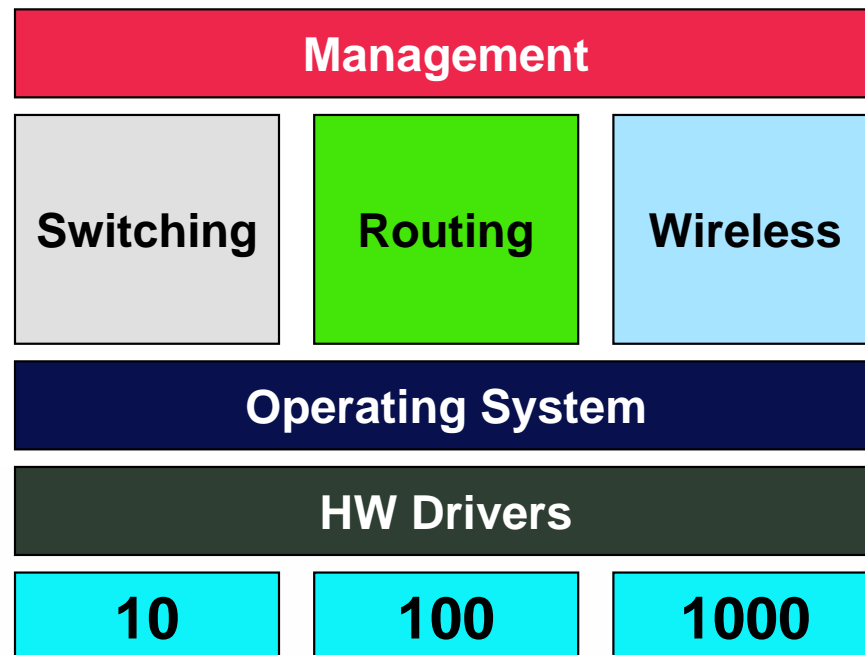 Management
Switching Routing Wireless
Operating System
HW Drivers
10 100 1000